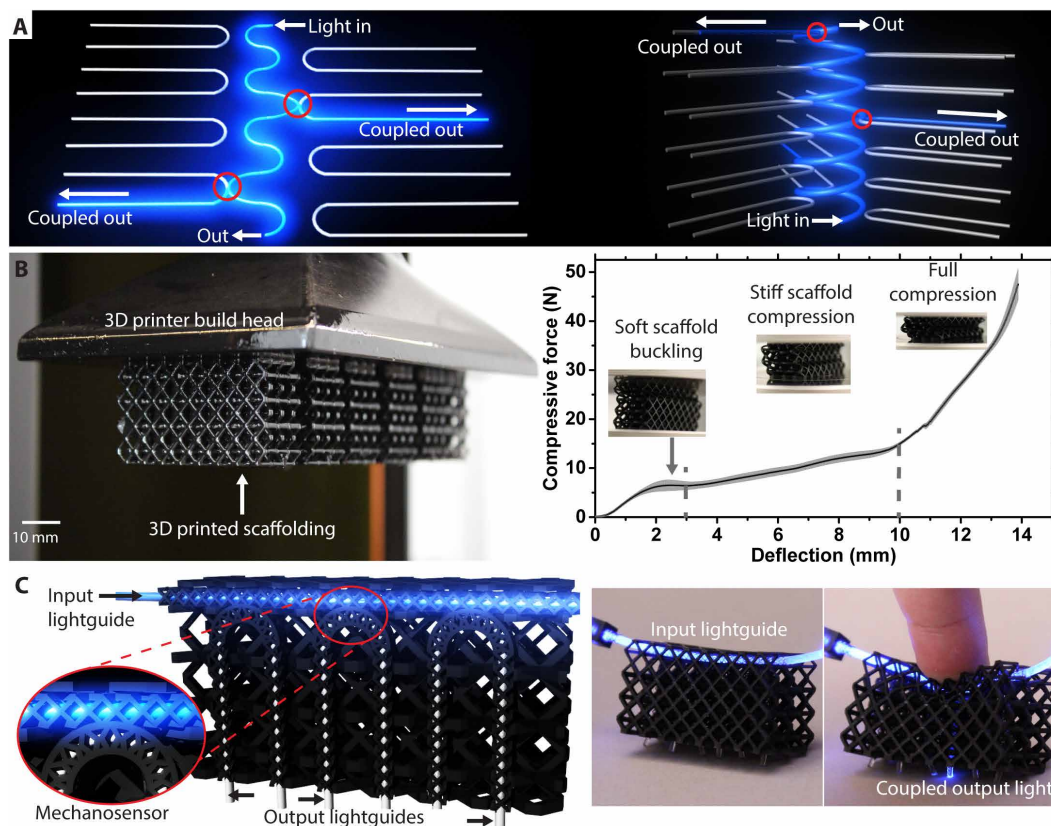 A
Light in
Coupled out
Coupled out
Out
Out
Coupled out
Coupled out
Light in
B
3D printer build head
3D printed scaffolding
10 mm
Compressive force (N)
50
40
30
20
10
0
Soft scaffold
buckling
Stiff scaffold
compression
Full
compression
0 2 4 6 8 10 12 14
Deflection (mm)
C
Input
lightguide
Mechanosensor
Output lightguides
Input lightguide
Coupled output light